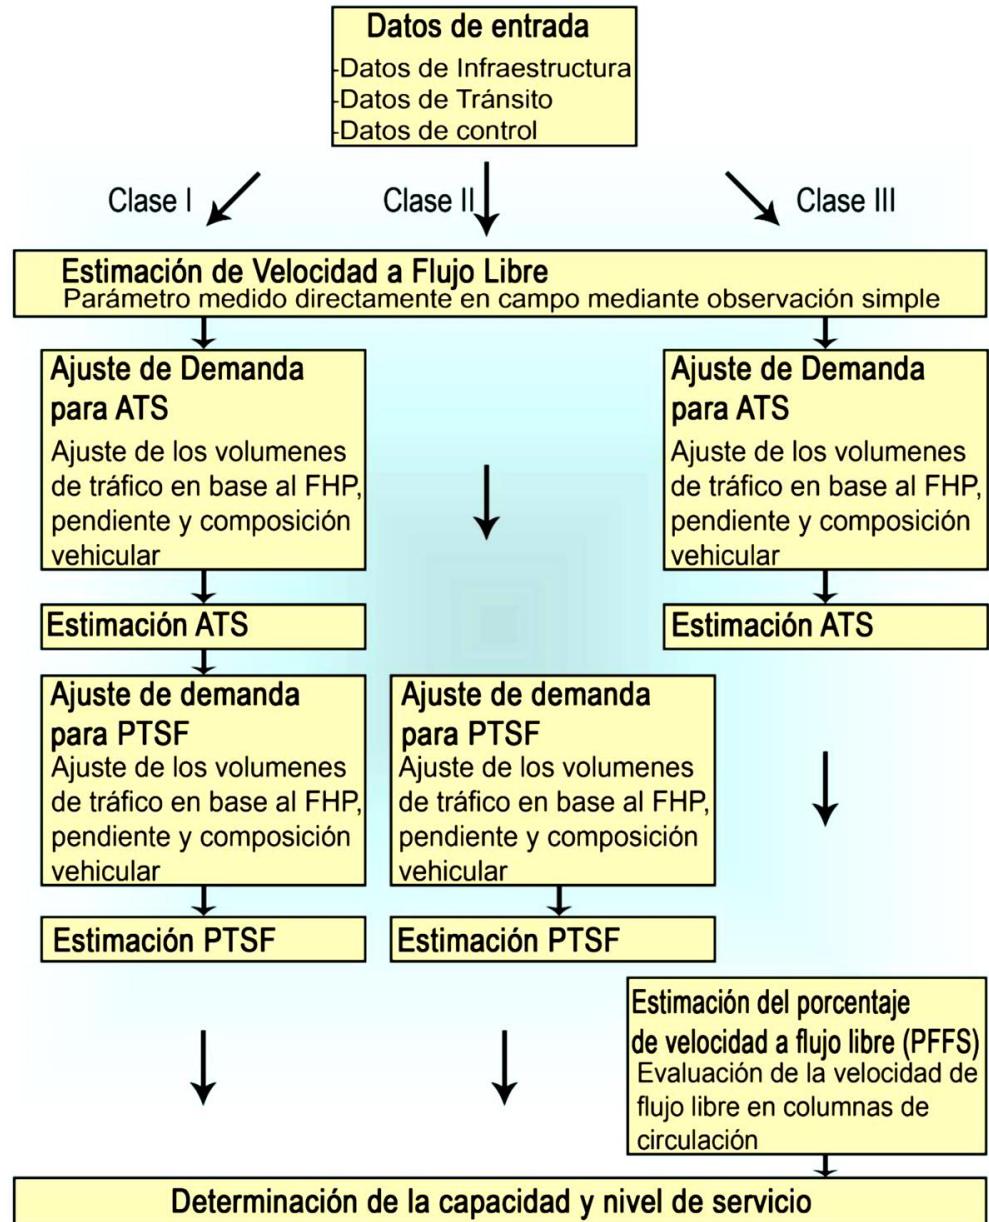 Datos de entrada
-Datos de Infraestructura
-Datos de Tránsito
-Datos de control
Clase I
Clase II
Clase III
Estimación de Velocidad a Flujo Libre
Parámetro medido directamente en campo mediante observación simple
Ajuste de Demanda
para ATS
Ajuste de los volumenes
de tráfico en base al FHP,
pendiente y composición
vehicular
Estimación ATS
Ajuste de demanda
para PTSF
Ajuste de los volumenes
de tráfico en base al FHP,
pendiente y composición
vehicular
Estimación PTSF
Ajuste de demanda
para PTSF
Ajuste de los volumenes
de tráfico en base al FHP,
pendiente y composición
vehicular
Estimación PTSF
Ajuste de Demanda
para ATS
Ajuste de los volumenes
de tráfico en base al FHP,
pendiente y composición
vehicular
Estimación ATS
Estimación del porcentaje
de velocidad a flujo libre (PFFS)
Evaluación de la velocidad de
flujo libre en columnas de
circulación
Determinación de la capacidad y nivel de servicio